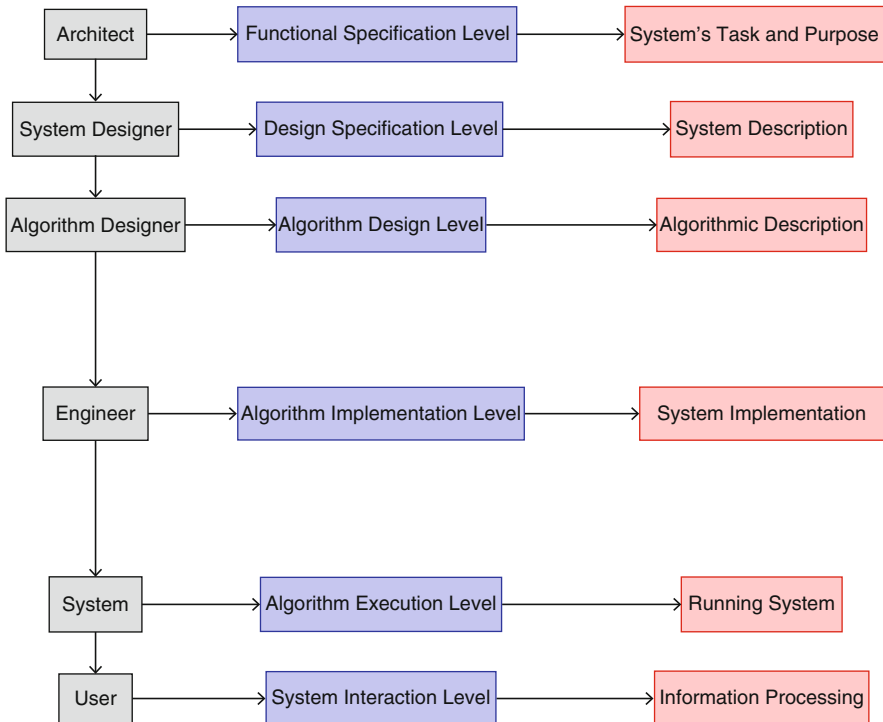 Architect
Functional Specification Level
System’s Task and Purpose
System Designer
Design Specification Level
System Description
Algorithm Designer
Algorithm Design Level
Algorithmic Description
Engineer
Algorithm Implementation Level
System Implementation
System
Algorithm Execution Level
Running System
User
System Interaction Level
Information Processing